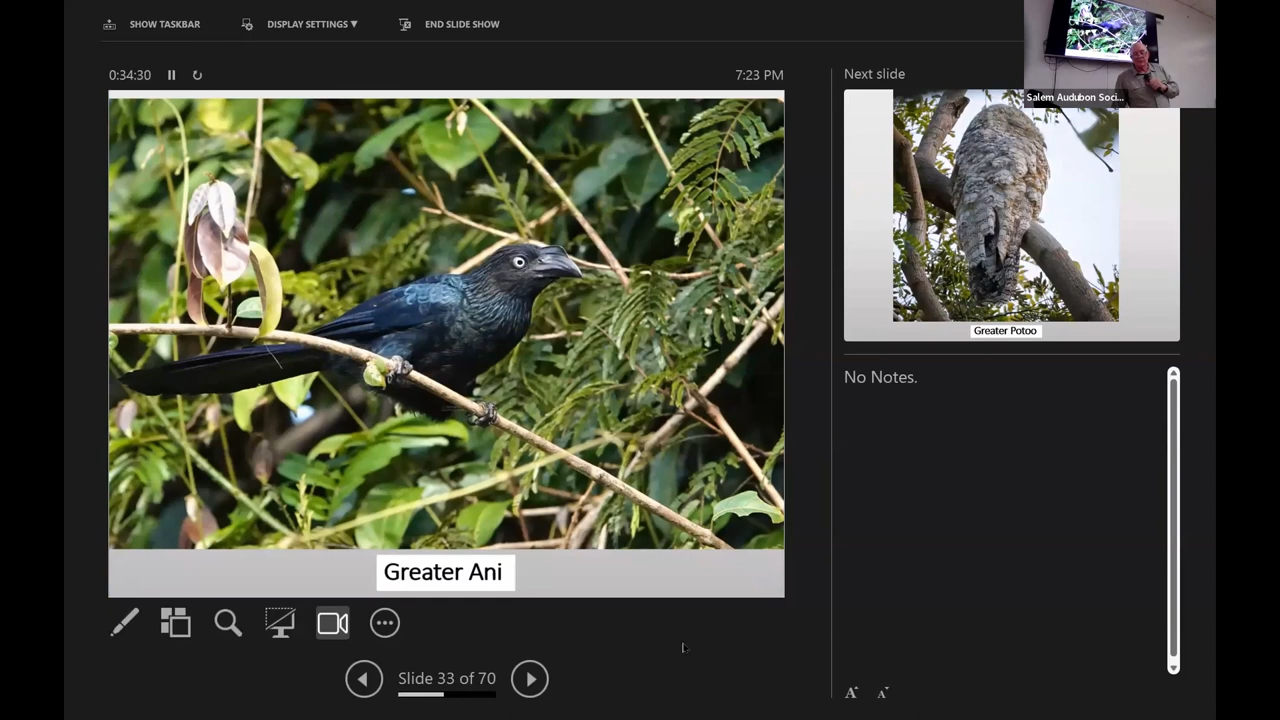 SHOW TASKBAR
DISPLAY SETTINGS ▼
END SLIDE SHOW
0:34:30
7:23 PM
Next slide
Salem Audubon Soci...
Greater Potoo
No Notes.
Greater Ani
Slide 33 of 70
A A